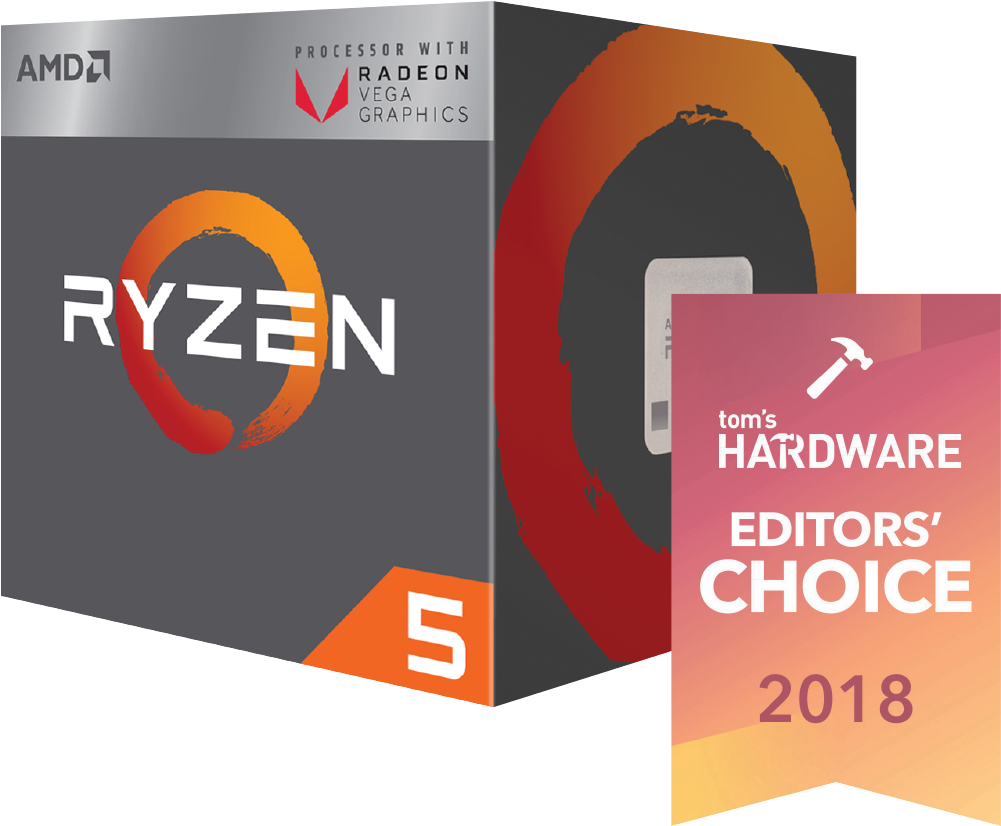 AMD
PROCESSOR WITH
RADEON
VEGA
GRAPHICS
RYZEN
5
tom's
HARDWARE
EDITORS'
CHOICE
2018